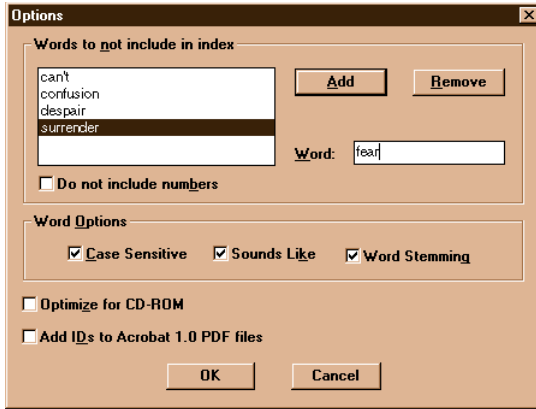 Options
Words to not include in index
can't
confusion
despair
surrender
Add
Remove
Word: fear
Do not include numbers
Word Options
Case Sensitive Sounds Like Word Stemming
Optimize for CD-ROM
Add IDs to Acrobat 1.0 PDF files
OK Cancel